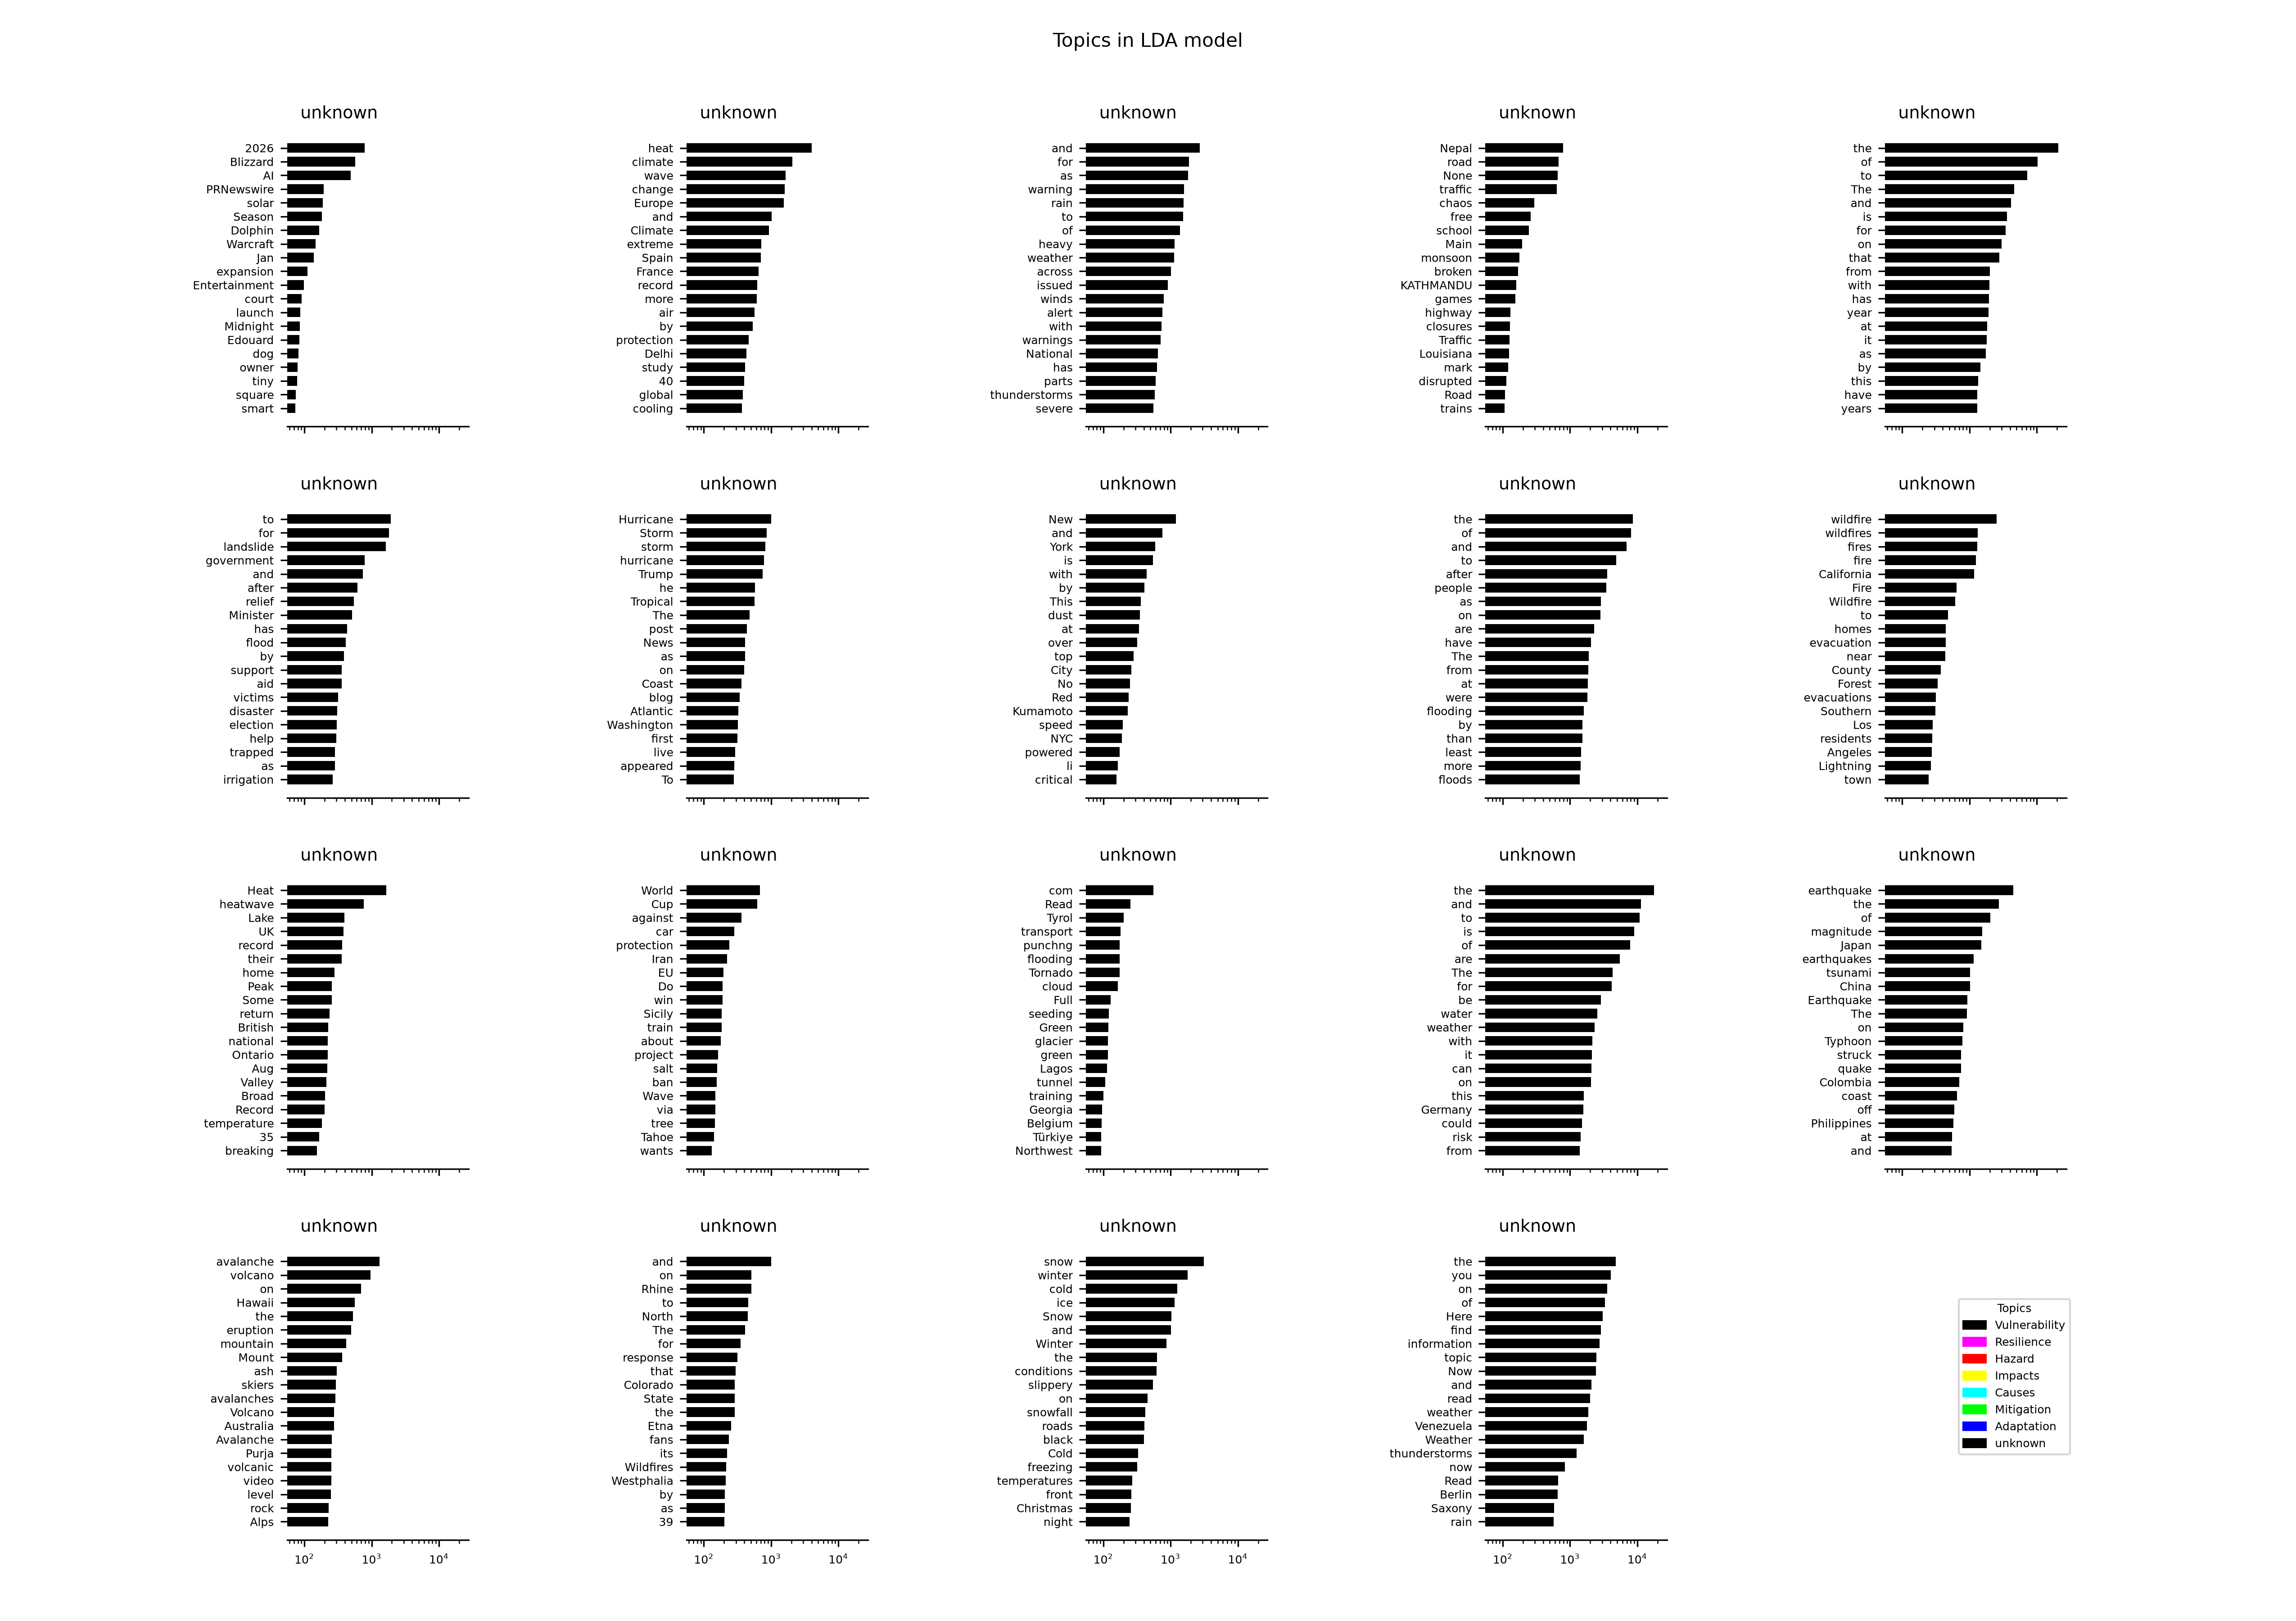 Topics in LDA model
unknown
2026
Blizzard
AI
PRNewswire
solar
Season
Dolphin
Warcraft
Jan
expansion
Entertainment
court
launch
Midnight
Edouard
dog
owner
tiny
square
smart
unknown
heat
climate
wave
change
Europe
and
Climate
extreme
Spain
France
record
more
air
by
protection
Delhi
study
40
global
cooling
unknown
and
for
as
warning
rain
to
of
heavy
weather
across
issued
winds
alert
with
warnings
National
has
parts
thunderstorms
severe
unknown
Nepal
road
None
traffic
chaos
free
school
Main
monsoon
broken
KATHMANDU
games
highway
closures
Traffic
Louisiana
mark
disrupted
Road
trains
unknown
the
of
to
The
and
is
for
on
that
from
with
has
year
at
it
as
by
this
have
years
unknown
to
for
landslide
government
and
after
relief
Minister
has
flood
by
support
aid
victims
disaster
election
help
trapped
as
irrigation
unknown
Hurricane
Storm
storm
hurricane
Trump
he
Tropical
The
post
News
as
on
Coast
blog
Atlantic
Washington
first
live
appeared
To
unknown
New
and
York
is
with
by
This
dust
at
over
top
City
No
Red
Kumamoto
speed
NYC
powered
li
critical
unknown
the
of
and
to
after
people
as
on
are
have
The
from
at
were
flooding
by
than
least
more
floods
unknown
wildfire
wildfires
fires
fire
California
Fire
Wildfire
to
homes
evacuation
near
County
Forest
evacuations
Southern
Los
residents
Angeles
Lightning
town
unknown
Heat
heatwave
Lake
UK
record
their
home
Peak
Some
return
British
national
Ontario
Aug
Valley
Broad
Record
temperature
35
breaking
unknown
World
Cup
against
car
protection
Iran
EU
Do
win
Sicily
train
about
project
salt
ban
Wave
via
tree
Tahoe
wants
unknown
com
Read
Tyrol
transport
punchng
flooding
Tornado
cloud
Full
seeding
Green
glacier
green
Lagos
tunnel
training
Georgia
Belgium
Türkiye
Northwest
unknown
the
and
to
is
of
are
The
for
be
water
weather
with
it
can
on
this
Germany
could
risk
from
unknown
earthquake
the
of
magnitude
Japan
earthquakes
tsunami
China
Earthquake
The
on
Typhoon
struck
quake
Colombia
coast
off
Philippines
at
and
unknown
avalanche
volcano
on
Hawaii
the
eruption
mountain
Mount
ash
skiers
avalanches
Volcano
Australia
Avalanche
Purja
volcanic
video
level
rock
Alps
10² 10³ 10⁴
unknown
and
on
Rhine
to
North
The
for
response
that
Colorado
State
the
Etna
fans
its
Wildfires
Westphalia
by
as
39
10² 10³ 10⁴
unknown
snow
winter
cold
ice
Snow
and
Winter
the
conditions
slippery
on
snowfall
roads
black
Cold
freezing
temperatures
front
Christmas
night
10² 10³ 10⁴
unknown
the
you
on
of
Here
find
information
topic
Now
and
read
weather
Venezuela
Weather
thunderstorms
now
Read
Berlin
Saxony
rain
10² 10³ 10⁴
Topics
Vulnerability
Resilience
Hazard
Impacts
Causes
Mitigation
Adaptation
unknown